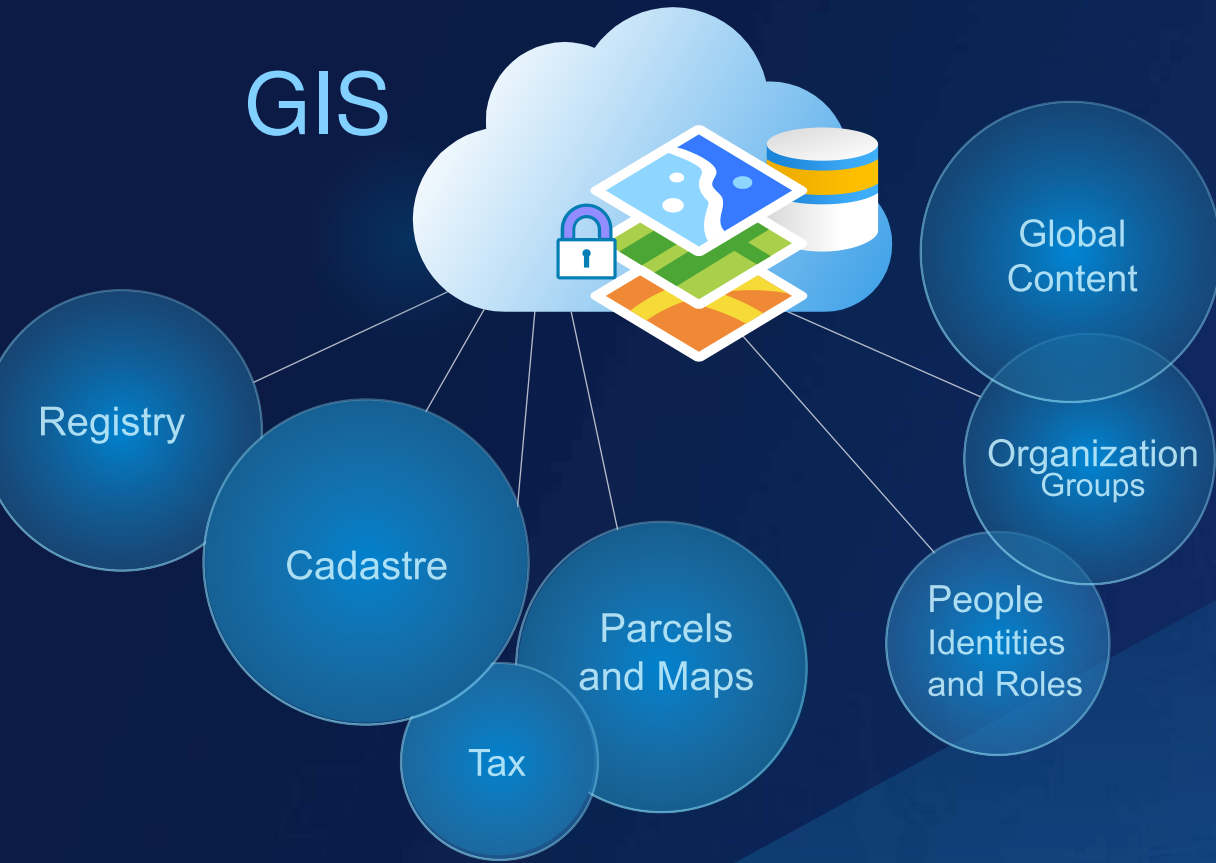 GIS
Global
Content
Registry
Organization
Groups
Cadastre
People
Identities
and Roles
Parcels
and Maps
Tax